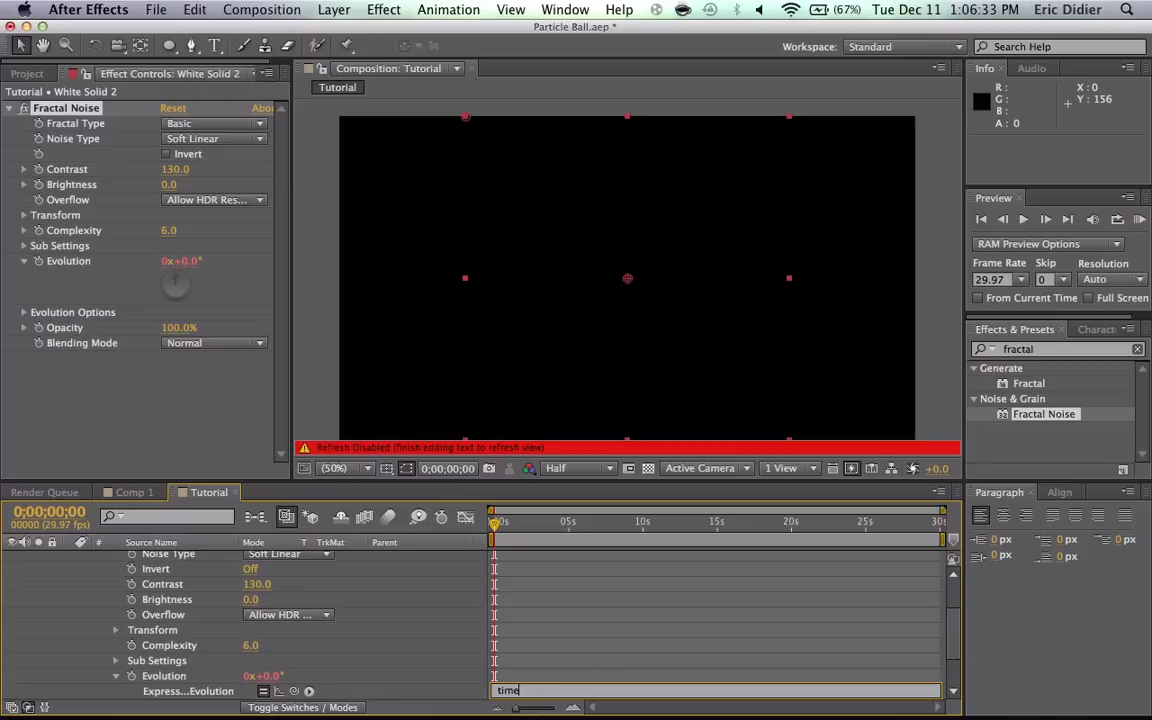 After Effects File Edit Composition Layer Effect Animation View Window Help (67%) Tue Dec 11 1:06:33 PM Eric Didier
Particle Ball.aep *
Workspace: Standard Search Help
Project Effect Controls: White Solid 2 Composition: Tutorial Info Audio
Tutorial
Tutorial • White Solid 2
Fractal Noise Reset Abo
Fractal Type Basic
Noise Type Soft Linear
Invert
Contrast 130.0
Brightness 0.0
Overflow Allow HDR Res...
Transform
Complexity 6.0
Sub Settings
Evolution 0x+0.0°
Evolution Options
Opacity 100.0%
Blending Mode Normal
R:
G:
B:
A: 0
X: 0
Y: 156
Preview
RAM Preview Options
Frame Rate Skip Resolution
29.97 0 Auto
From Current Time Full Screen
Effects & Presets Charact
fractal
Generate
Fractal
Noise & Grain
Fractal Noise
Refresh Disabled (finish editing text to refresh view)
(50%) 0;00;00;00 Half Active Camera 1 View +0.0
Render Queue Comp 1 Tutorial
0;00;00;00
00000 (29.97 fps)
:00s 05s 10s 15s 20s 25s 30s
# Source Name Mode T TrkMat Parent
Noise Type Soft Linear
Invert Off
Contrast 130.0
Brightness 0.0
Overflow Allow HDR ...
Transform
Complexity 6.0
Sub Settings
Evolution 0x+0.0°
Express...Evolution time
Toggle Switches / Modes
Paragraph Align
0 px 0 px 0 px
0 px 0 px